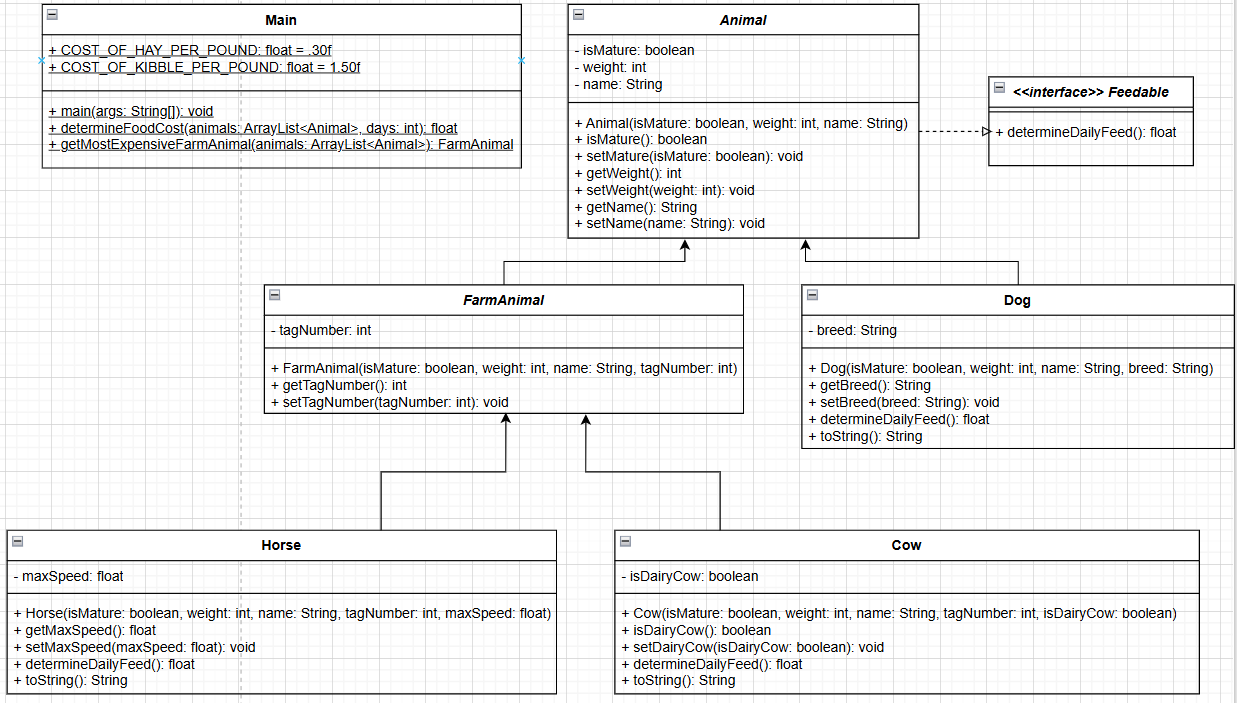 Main
+ COST_OF_HAY_PER_POUND: float = .30f
+ COST_OF_KIBBLE_PER_POUND: float = 1.50f
+ main(args: String[]): void
+ determineFoodCost(animals: ArrayList<Animal>, days: int): float
+ getMostExpensiveFarmAnimal(animals: ArrayList<Animal>): FarmAnimal
Animal
- isMature: boolean
- weight: int
- name: String
+ Animal(isMature: boolean, weight: int, name: String)
+ isMature(): boolean
+ setMature(isMature: boolean): void
+ getWeight(): int
+ setWeight(weight: int): void
+ getName(): String
+ setName(name: String): void
<<interface>> Feedable
+ determineDailyFeed(): float
FarmAnimal
- tagNumber: int
+ FarmAnimal(isMature: boolean, weight: int, name: String, tagNumber: int)
+ getTagNumber(): int
+ setTagNumber(tagNumber: int): void
Dog
- breed: String
+ Dog(isMature: boolean, weight: int, name: String, breed: String)
+ getBreed(): String
+ setBreed(breed: String): void
+ determineDailyFeed(): float
+ toString(): String
Horse
- maxSpeed: float
+ Horse(isMature: boolean, weight: int, name: String, tagNumber: int, maxSpeed: float)
+ getMaxSpeed(): float
+ setMaxSpeed(maxSpeed: float): void
+ determineDailyFeed(): float
+ toString(): String
Cow
- isDairyCow: boolean
+ Cow(isMature: boolean, weight: int, name: String, tagNumber: int, isDairyCow: boolean)
+ isDairyCow(): boolean
+ setDairyCow(isDairyCow: boolean): void
+ determineDailyFeed(): float
+ toString(): String